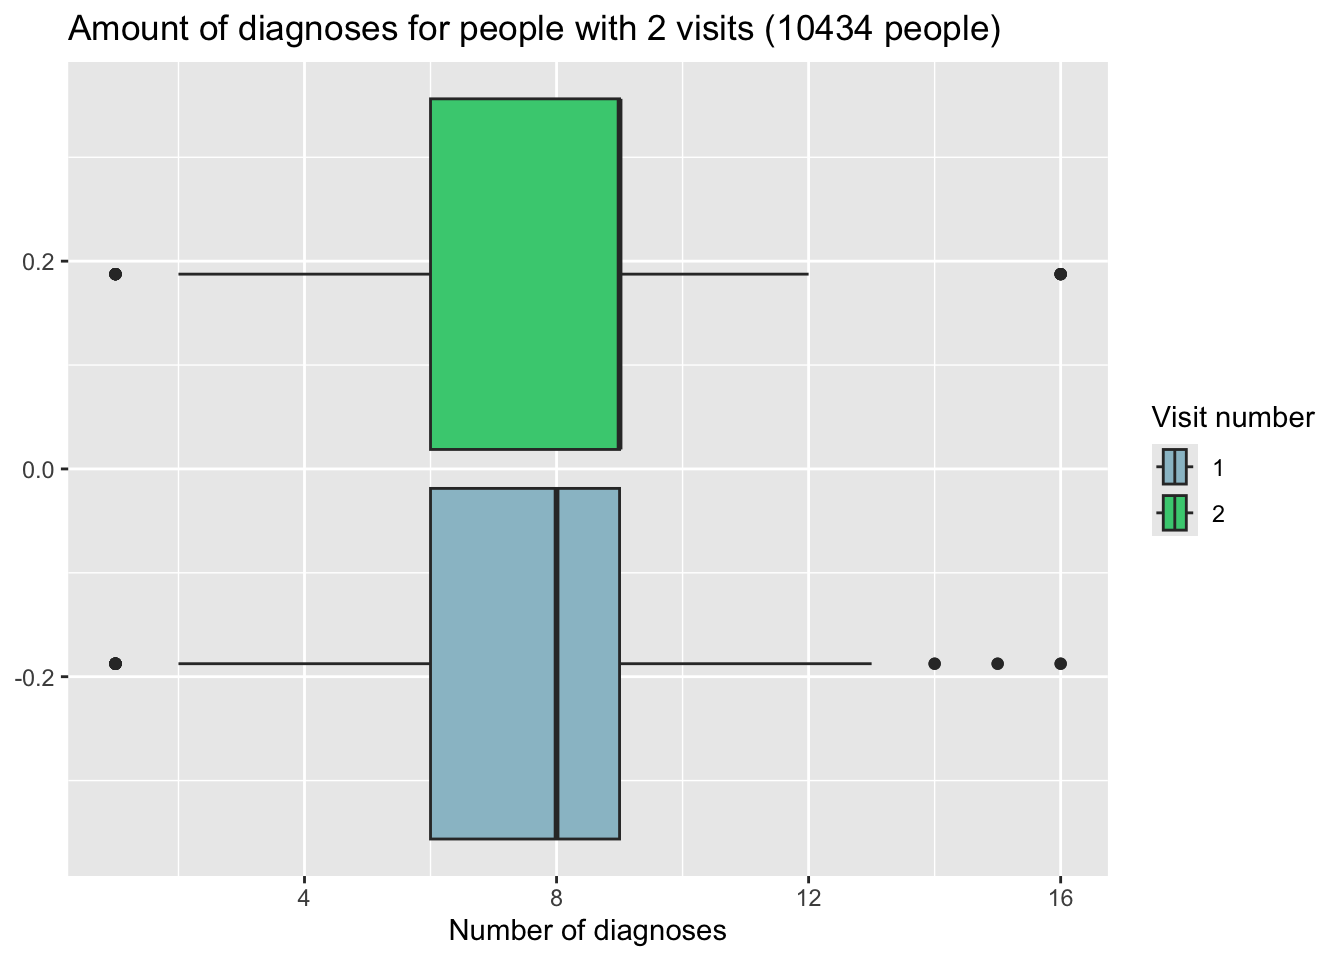 Amount of diagnoses for people with 2 visits (10434 people)
0.2
0.0
-0.2
4 8 12 16
Number of diagnoses
Visit number
1
2